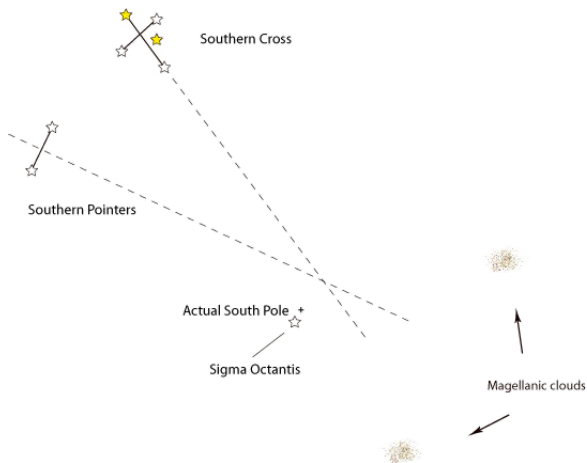 Southern Cross
Southern Pointers
Actual South Pole
Sigma Octantis
Magellanic clouds